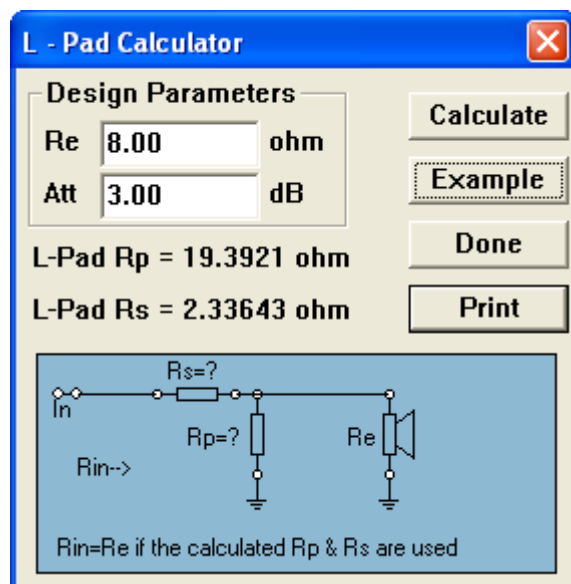 L - Pad Calculator
Design Parameters
Re 8.00 ohm
Att 3.00 dB
Calculate
Example
Done
Print
L-Pad Rp = 19.3921 ohm
L-Pad Rs = 2.33643 ohm
Rs=?
In
Rp=?
Re
Rin-->
Rin=Re if the calculated Rp & Rs are used